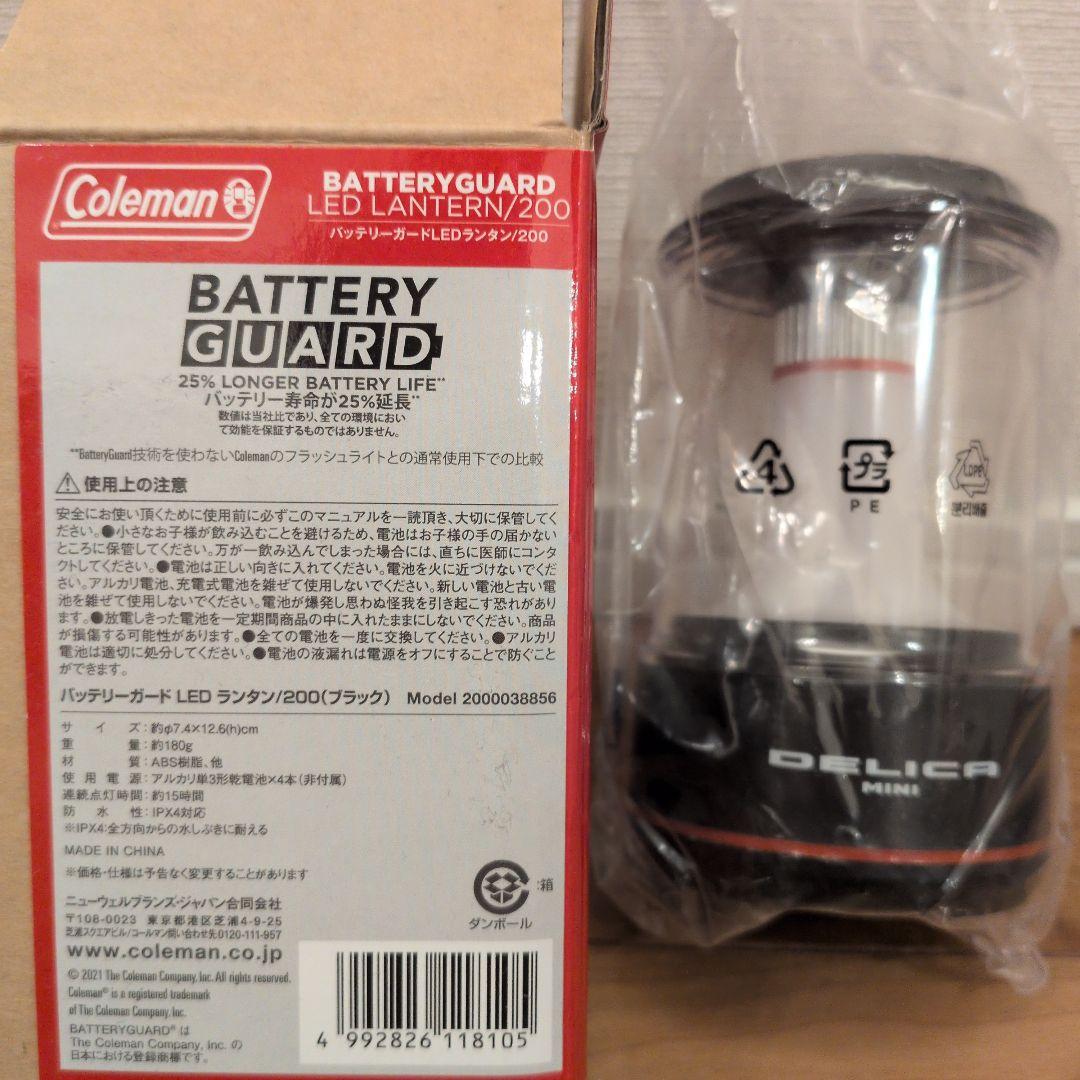 Coleman
BATTERYGUARD
LED LANTERN/200
バッテリーガードLEDランタン/200
BATTERY
GUARD
25% LONGER BATTERY LIFE**
バッテリー寿命が25%延長**
数値は当社比であり、全ての環境におい
て効能を保証するものではありません。
**BatteryGuard技術を使わないColemanのフラッシュライトとの通常使用下での比較
使用上の注意
安全にお使い頂くために使用前に必ずこのマニュアルを一読頂き、大切に保管してく
ださい。●小さなお子様が飲み込むことを避けるため、電池はお子様の手の届かない
ところに保管してください。万が一飲み込んでしまった場合には、直ちに医師にコンタ
クトしてください。●電池は正しい向きに入れてください。電池を火に近づけないでくだ
さい。アルカリ電池、充電式電池を雑ぜて使用しないでください。新しい電池と古い電
池を雑ぜて使用しないでください。電池が爆発し思わぬ怪我を引き起こす恐れがあり
ます。●放電しきった電池を一定期間商品の中に入れたままにしないでください。商品
が損傷する可能性があります。●全ての電池を一度に交換してください。●アルカリ
電池は適切に処分してください。●電池の液漏れは電源をオフにすることで防ぐこと
ができます。
バッテリーガード LED ランタン/200(ブラック) Model 2000038856
サイズ:約φ7.4×12.6(h)cm
重量:約180g
材質:ABS樹脂、他
使用電源:アルカリ単3形乾電池×4本(非付属)
連続点灯時間:約15時間
防水性:IPX4対応
※IPX4:全方向からの水しぶきに耐える
MADE IN CHINA
※価格・仕様は予告なく変更することがあります
ニューウェルブランズ・ジャパン合同会社
〒108-0023 東京都港区芝浦4-9-25
芝浦スクエアビル/コールマン問い合わせ先0120-111-957
www.coleman.co.jp
© 2021 The Coleman Company, Inc. All rights reserved.
Coleman® is a registered trademark
of The Coleman Company, Inc.
BATTERYGUARD® は
The Coleman Company, Inc. の
日本における登録商標です。
:箱
ダンボール
4 992826 118105
4
プラ
PE
LDPE
분리배출
DELICA
MINI